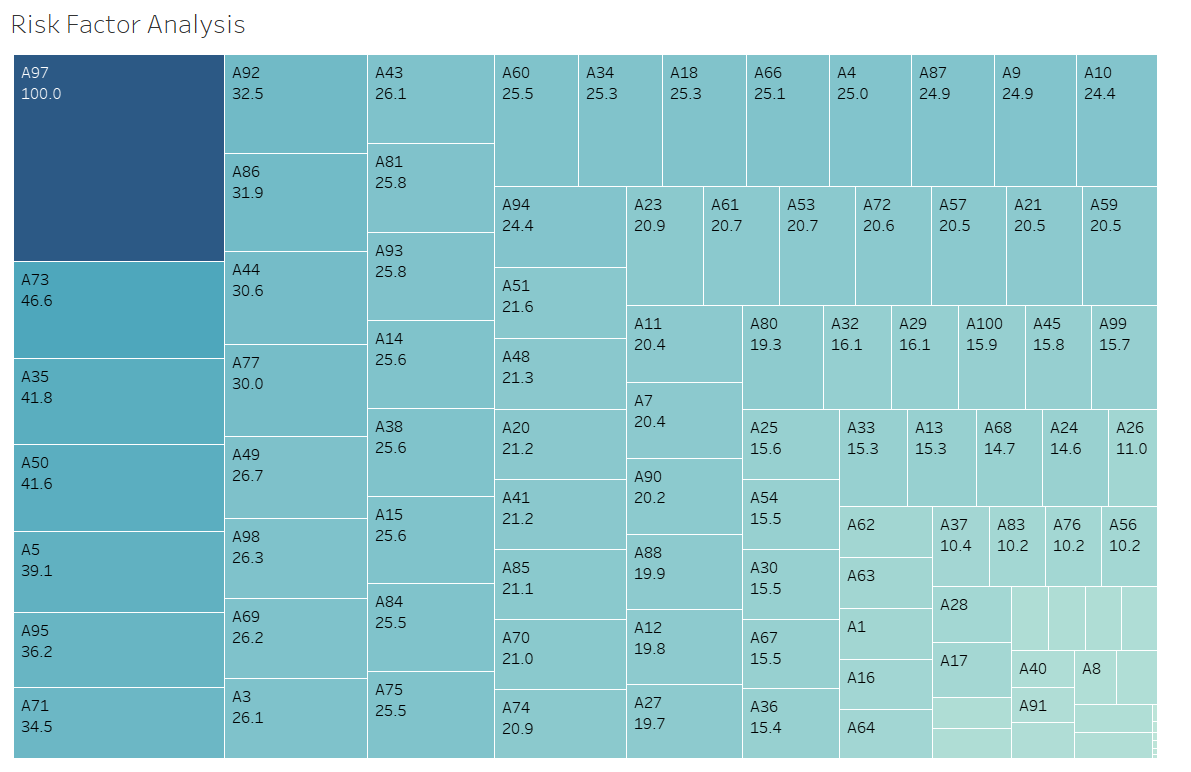 Risk Factor Analysis
A97
100.0
A73
46.6
A35
41.8
A50
41.6
A5
39.1
A95
36.2
A71
34.5
A92
32.5
A86
31.9
A44
30.6
A77
30.0
A49
26.7
A98
26.3
A69
26.2
A3
26.1
A43
26.1
A81
25.8
A93
25.8
A14
25.6
A38
25.6
A15
25.6
A84
25.5
A75
25.5
A60
25.5
A34
25.3
A18
25.3
A66
25.1
A4
25.0
A87
24.9
A9
24.9
A10
24.4
A94
24.4
A51
21.6
A48
21.3
A20
21.2
A41
21.2
A85
21.1
A70
21.0
A74
20.9
A23
20.9
A61
20.7
A53
20.7
A72
20.6
A57
20.5
A21
20.5
A59
20.5
A11
20.4
A7
20.4
A90
20.2
A88
19.9
A12
19.8
A27
19.7
A80
19.3
A32
16.1
A29
16.1
A100
15.9
A45
15.8
A99
15.7
A25
15.6
A54
15.5
A30
15.5
A67
15.5
A36
15.4
A33
15.3
A13
15.3
A68
14.7
A24
14.6
A26
11.0
A62
A63
A1
A16
A64
A37
10.4
A83
10.2
A76
10.2
A56
10.2
A28
A17
A40
A91
A8